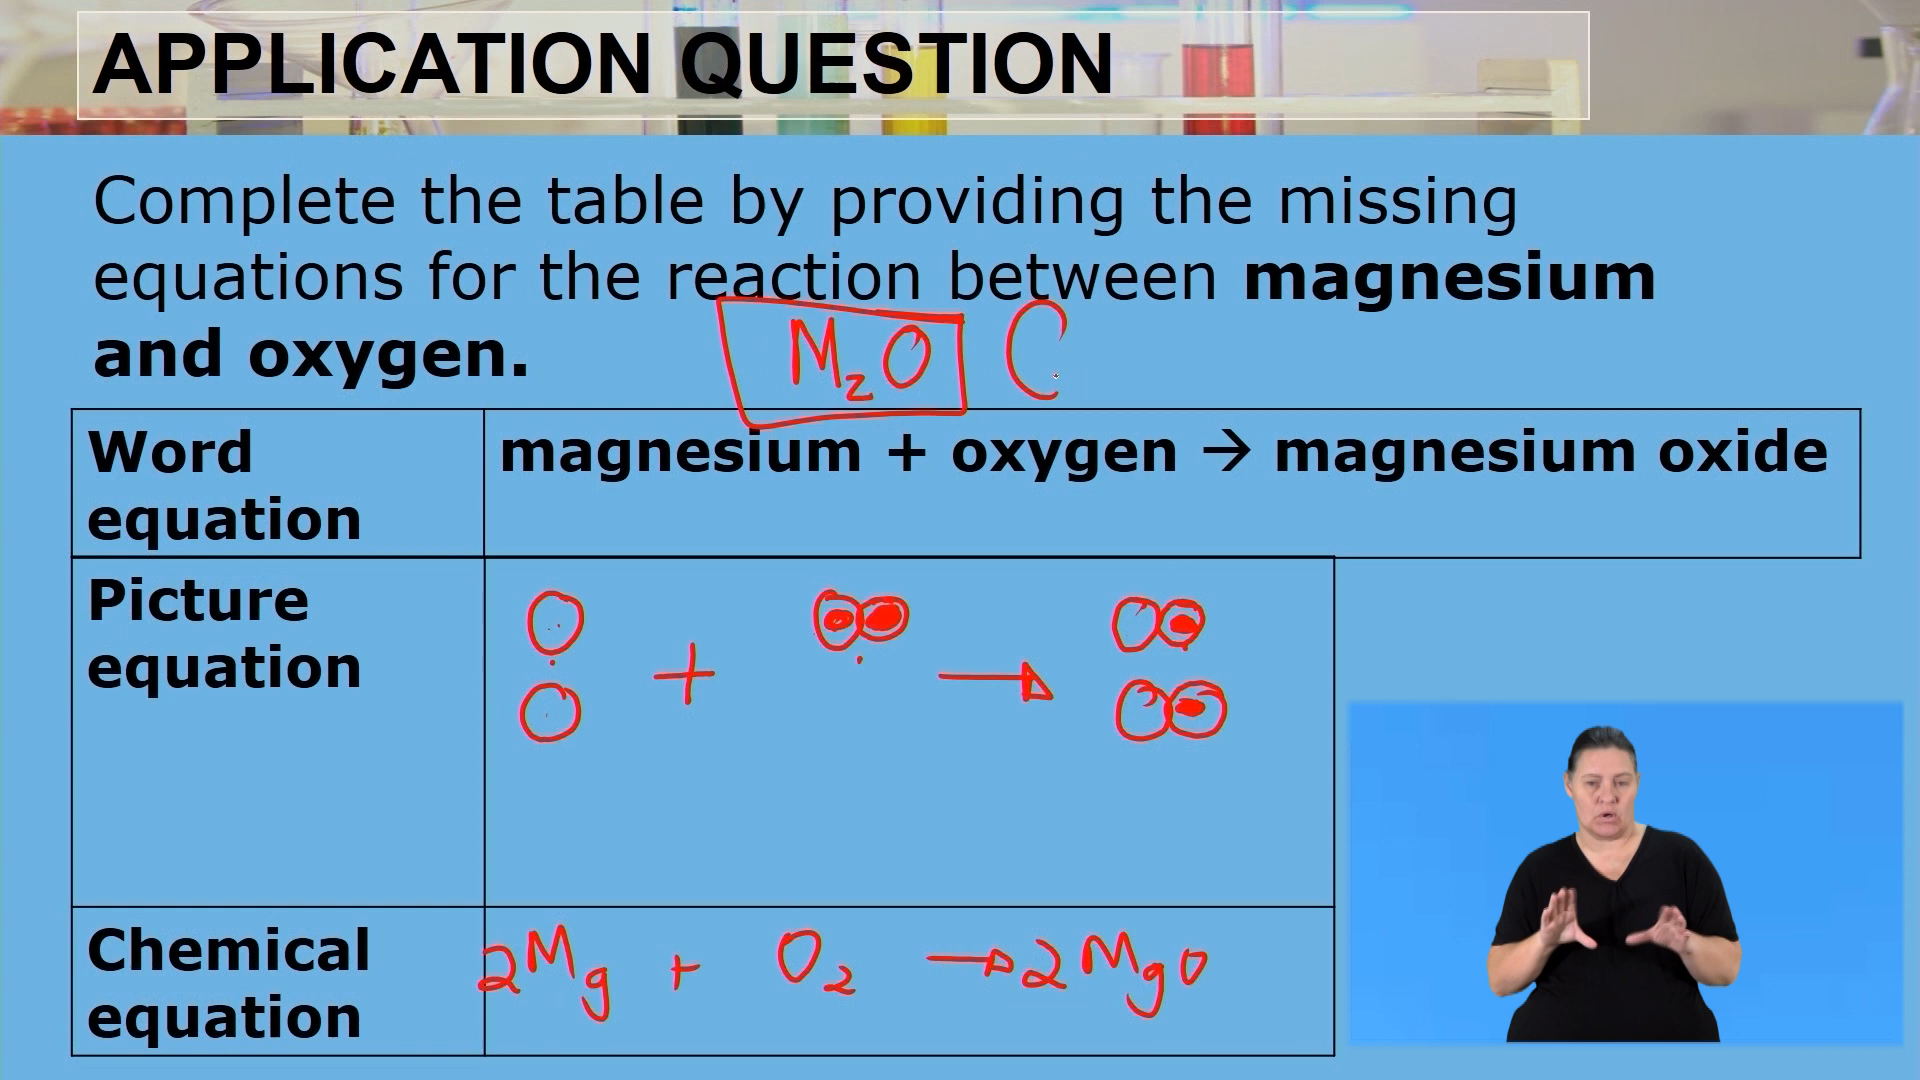 APPLICATION QUESTION
Complete the table by providing the missing
equations for the reaction between magnesium
and oxygen.
M₂O (
Word
equation
magnesium + oxygen → magnesium oxide
Picture
equation
+ →
Chemical
equation
2Mg + O₂ → 2MgO